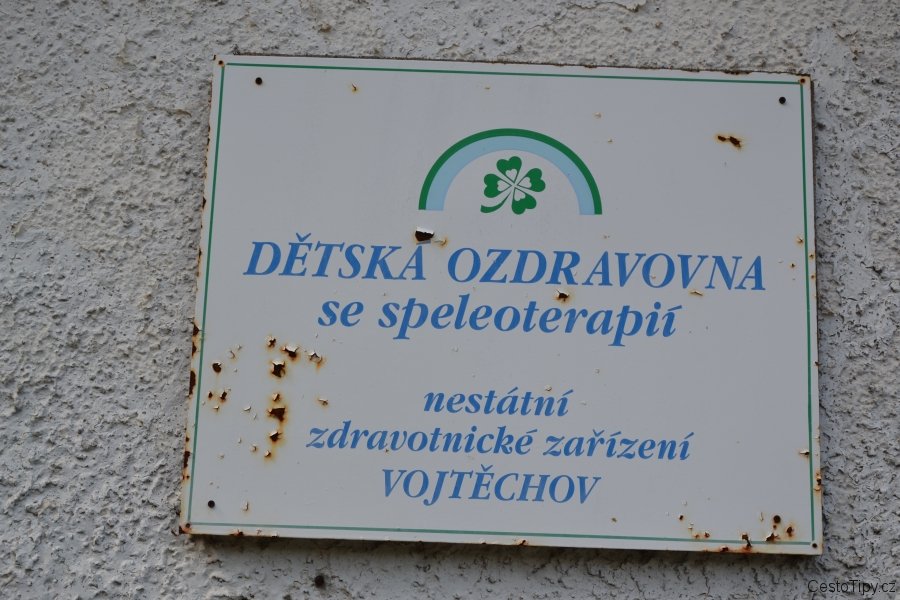 DĚTSKÁ OZDRAVOVNA
se speleoterapií
nestátní
zdravotnické zařízení
VOJTĚCHOV
CestoTipy.cz